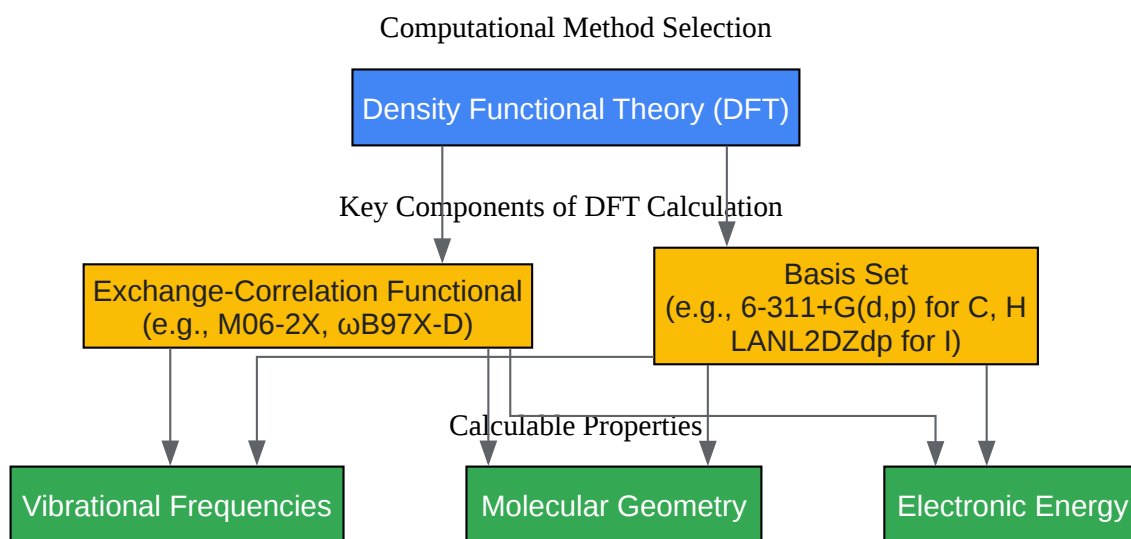 Computational Method Selection
Density Functional Theory (DFT)
Key Components of DFT Calculation
Exchange-Correlation Functional
(e.g., M06-2X, ωB97X-D)
Basis Set
(e.g., 6-311+G(d,p) for C, H
LANL2DZdp for I)
Calculable Properties
Vibrational Frequencies
Molecular Geometry
Electronic Energy